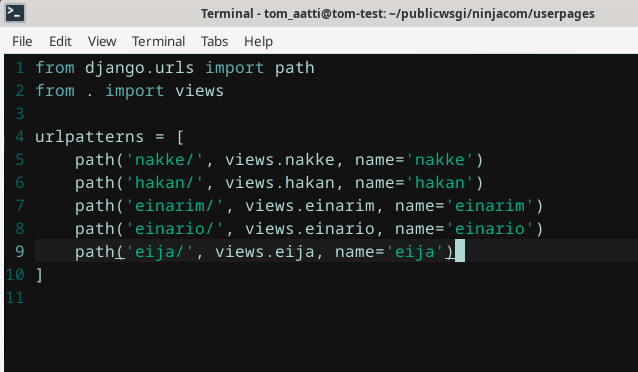 Terminal - tom_aatti@tom-test: ~/publicwsgi/ninjacom/userpages
File Edit View Terminal Tabs Help
1 from django.urls import path
2 from . import views
3
4 urlpatterns = [
5     path('nakke/', views.nakke, name='nakke')
6     path('hakan/', views.hakan, name='hakan')
7     path('einarim/', views.einarim, name='einarim')
8     path('einario/', views.einario, name='einario')
9     path('eija/', views.eija, name='eija')
10 ]
11